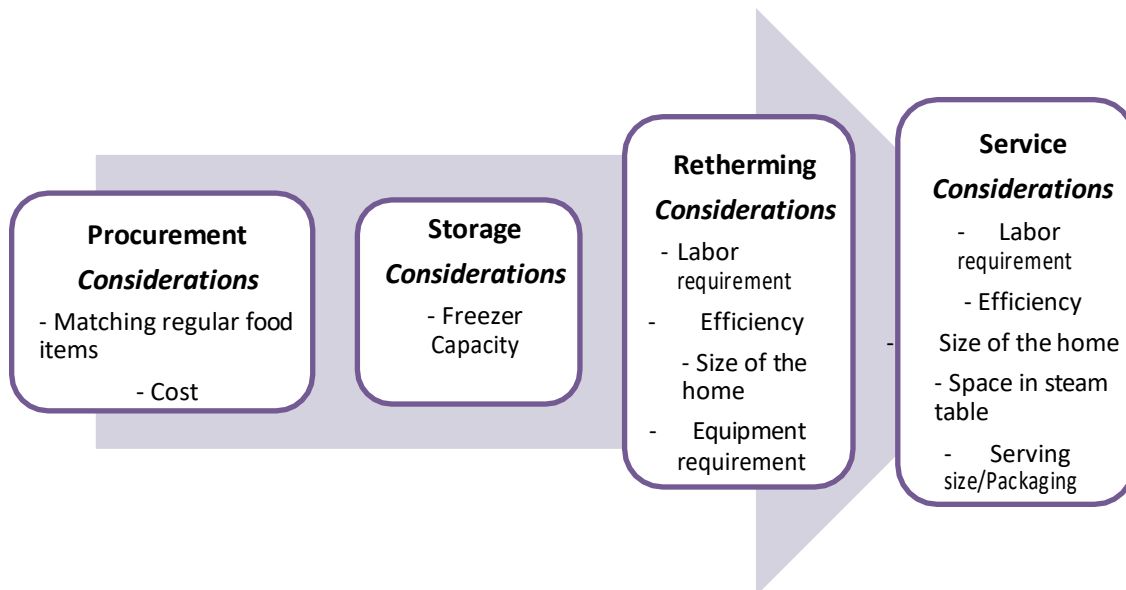 Procurement
Considerations
- Matching regular food
items
- Cost
Storage
Considerations
- Freezer
Capacity
Retherming
Considerations
- Labor
requirement
- Efficiency
- Size of the
home
- Equipment
requirement
Service
Considerations
- Labor
requirement
- Efficiency
- Size of the home
- Space in steam
table
- Serving
size/Packaging